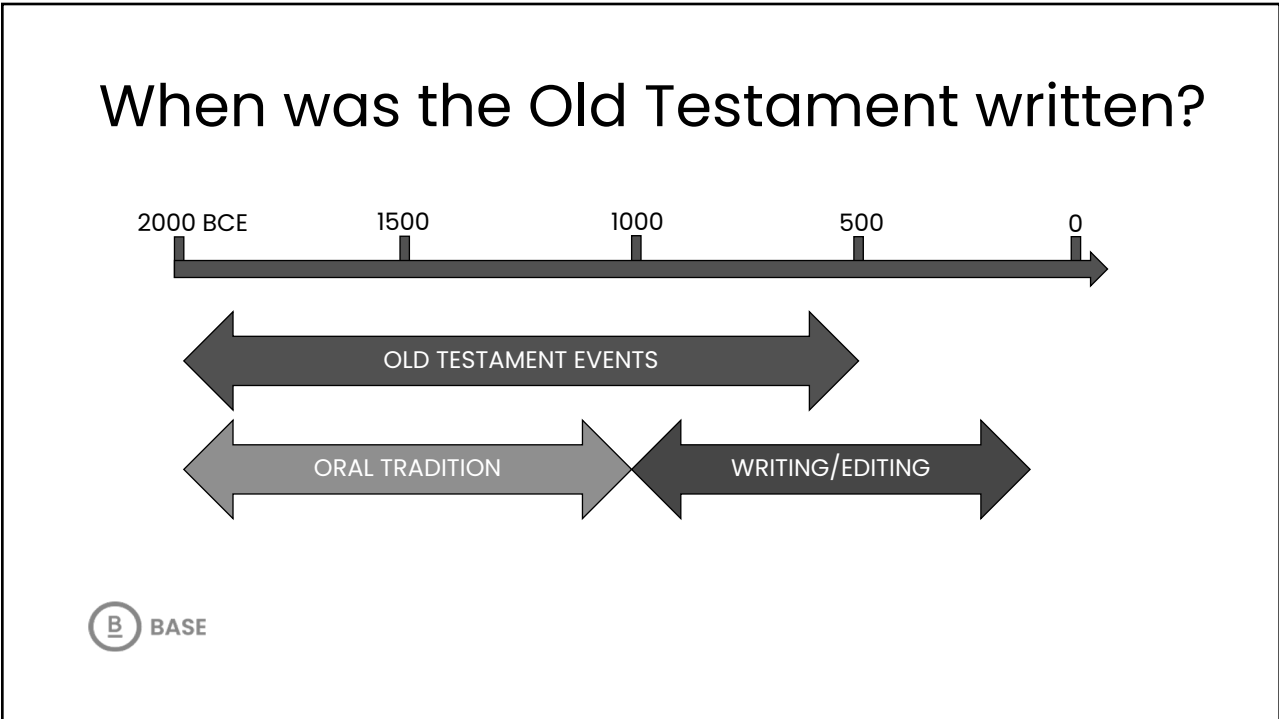 When was the Old Testament written?
2000 BCE 1500 1000 500 0
OLD TESTAMENT EVENTS
ORAL TRADITION WRITING/EDITING
B BASE